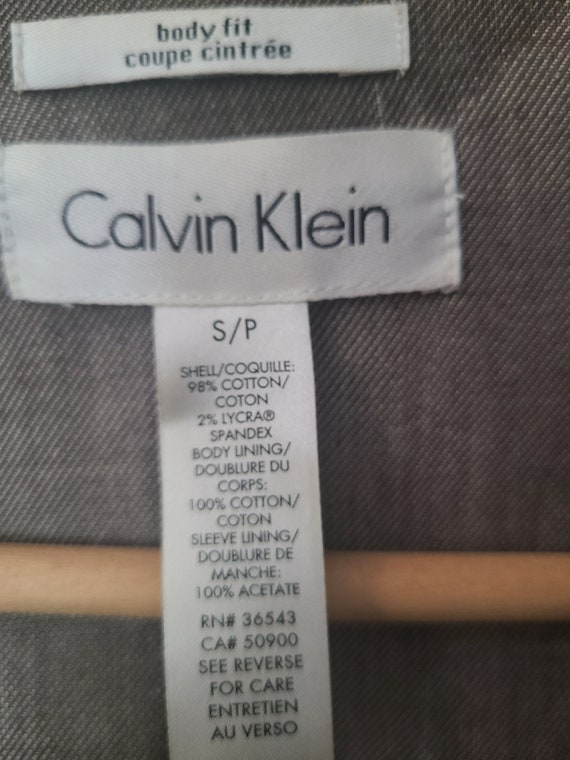 body fit
coupe cintrée
Calvin Klein
S/P
SHELL/COQUILLE:
98% COTTON/
COTON
2% LYCRA®
SPANDEX
BODY LINING/
DOUBLURE DU
CORPS:
100% COTTON/
COTON
SLEEVE LINING/
DOUBLURE DE
MANCHE:
100% ACETATE
RN# 36543
CA# 50900
SEE REVERSE
FOR CARE
ENTRETIEN
AU VERSO